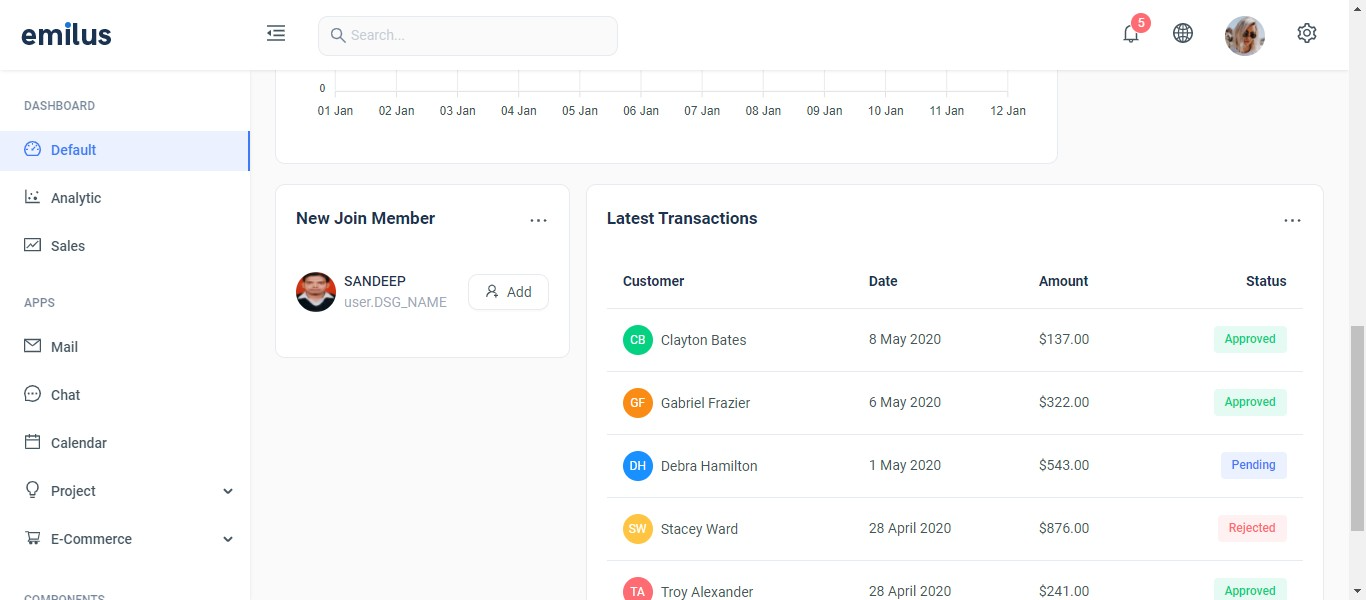 emilus
Search...
5
DASHBOARD
Default
Analytic
Sales
APPS
Mail
Chat
Calendar
Project
E-Commerce
COMPONENTS
0
01 Jan 02 Jan 03 Jan 04 Jan 05 Jan 06 Jan 07 Jan 08 Jan 09 Jan 10 Jan 11 Jan 12 Jan
New Join Member
SANDEEP
user.DSG_NAME
Add
Latest Transactions
Customer Date Amount Status
CB Clayton Bates 8 May 2020 $137.00 Approved
GF Gabriel Frazier 6 May 2020 $322.00 Approved
DH Debra Hamilton 1 May 2020 $543.00 Pending
SW Stacey Ward 28 April 2020 $876.00 Rejected
TA Troy Alexander 28 April 2020 $241.00 Approved